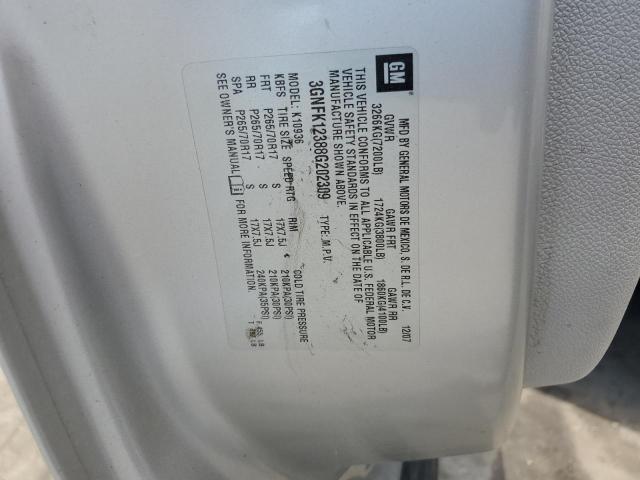 GM
MFD BY GENERAL MOTORS DE MEXICO, S. DE R.L. DE C.V. 12/07
GVWR GAWR FRT GAWR RR
3266KG(7200LB) 1724KG(3800LB) 1860KG(4100LB)
THIS VEHICLE CONFORMS TO ALL APPLICABLE U.S. FEDERAL MOTOR
VEHICLE SAFETY STANDARDS IN EFFECT ON THE DATE OF
MANUFACTURE SHOWN ABOVE.
3GNFK12388G202309 TYPE: M.P.V.
MODEL: K10936
K8FS TIRE SIZE SPEED RTG RIM COLD TIRE PRESSURE
FRT P265/70R17 S 17X7.5J 210KPA(30PSI)
RR P265/70R17 S 17X7.5J 210KPA(30PSI)
SPA P265/70R17 S 17X7.5J 240KPA(35PSI)
SEE OWNER'S MANUAL FOR MORE INFORMATION.